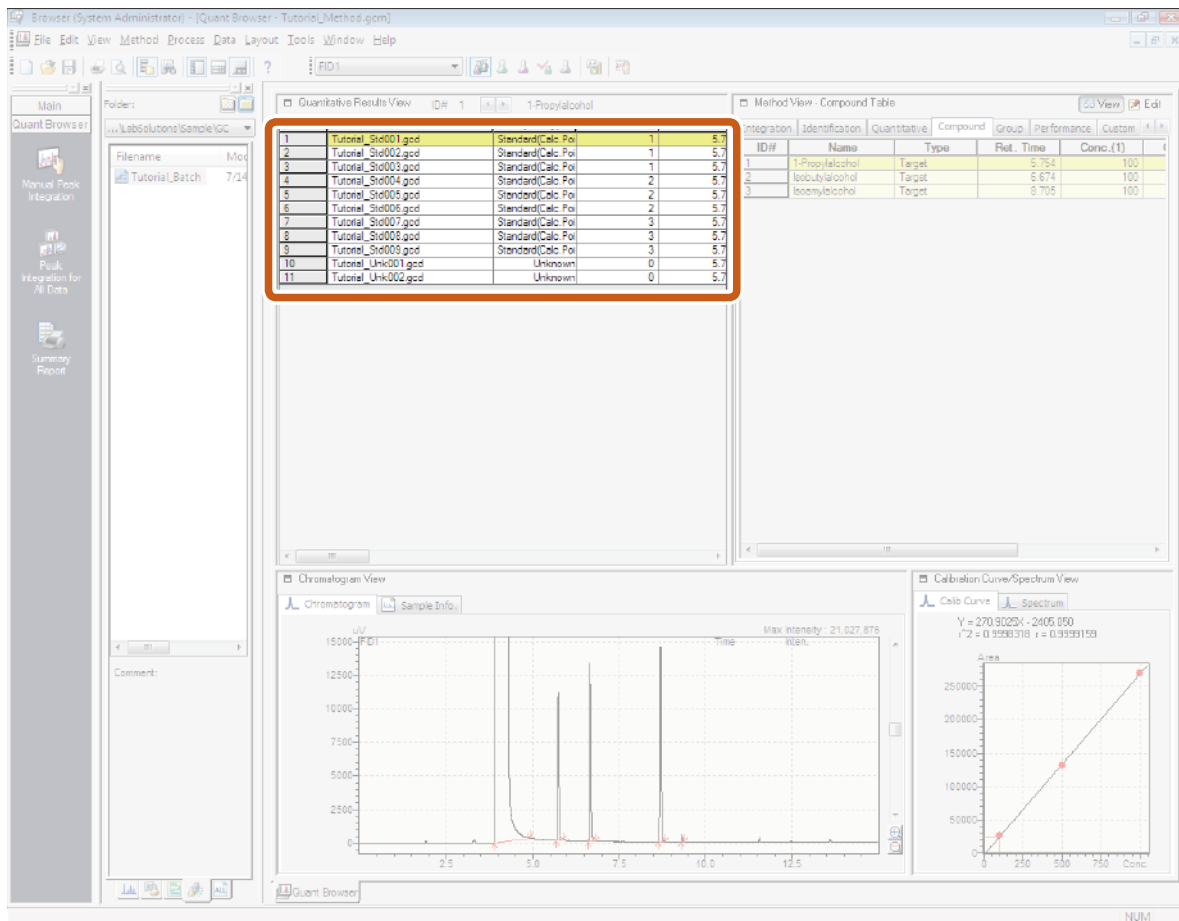 Browser (System Administrator) - [Quant Browser - Tutorial_Method.gcm]
File Edit View Method Process Data Layout Tools Window Help
FID1
Main
Quant Browser
Manual Peak
Integration
Peak
Integration for
All Data
Summary
Report
Folder:
...\LabSolutions\Sample\GC
Filename Mod
Tutorial_Batch 7/14
Comment:
ALL
Quantitative Results View ID# 1 1-Propylalcohol
1 Tutorial_Std001.gcd Standard(Calc.Poi 1 5.7
2 Tutorial_Std002.gcd Standard(Calc.Poi 1 5.7
3 Tutorial_Std003.gcd Standard(Calc.Poi 1 5.7
4 Tutorial_Std004.gcd Standard(Calc.Poi 2 5.7
5 Tutorial_Std005.gcd Standard(Calc.Poi 2 5.7
6 Tutorial_Std006.gcd Standard(Calc.Poi 2 5.7
7 Tutorial_Std007.gcd Standard(Calc.Poi 3 5.7
8 Tutorial_Std008.gcd Standard(Calc.Poi 3 5.7
9 Tutorial_Std009.gcd Standard(Calc.Poi 3 5.7
10 Tutorial_Unk001.gcd Unknown 0 5.7
11 Tutorial_Unk002.gcd Unknown 0 5.7
Method View - Compound Table View Edit
Integration Identification Quantitative Compound Group Performance Custom
ID# Name Type Ret. Time Conc.(1)
1 1-Propylalcohol Target 5.754 100
2 Isobutylalcohol Target 6.674 100
3 Isoamylalcohol Target 8.705 100
Chromatogram View
Chromatogram Sample Info.
uV Max Intensity : 21,027,876
15000 FID1 Time Inten.
12500
10000
7500
5000
2500
0
2.5 5.0 7.5 10.0 12.5
Calibration Curve/Spectrum View
Calib Curve Spectrum
Y = 270.9025X - 2405.050
r^2 = 0.9998318 r = 0.9999159
Area
250000
200000
150000
100000
50000
0
0 250 500 750 Conc.
Quant Browser
NUM